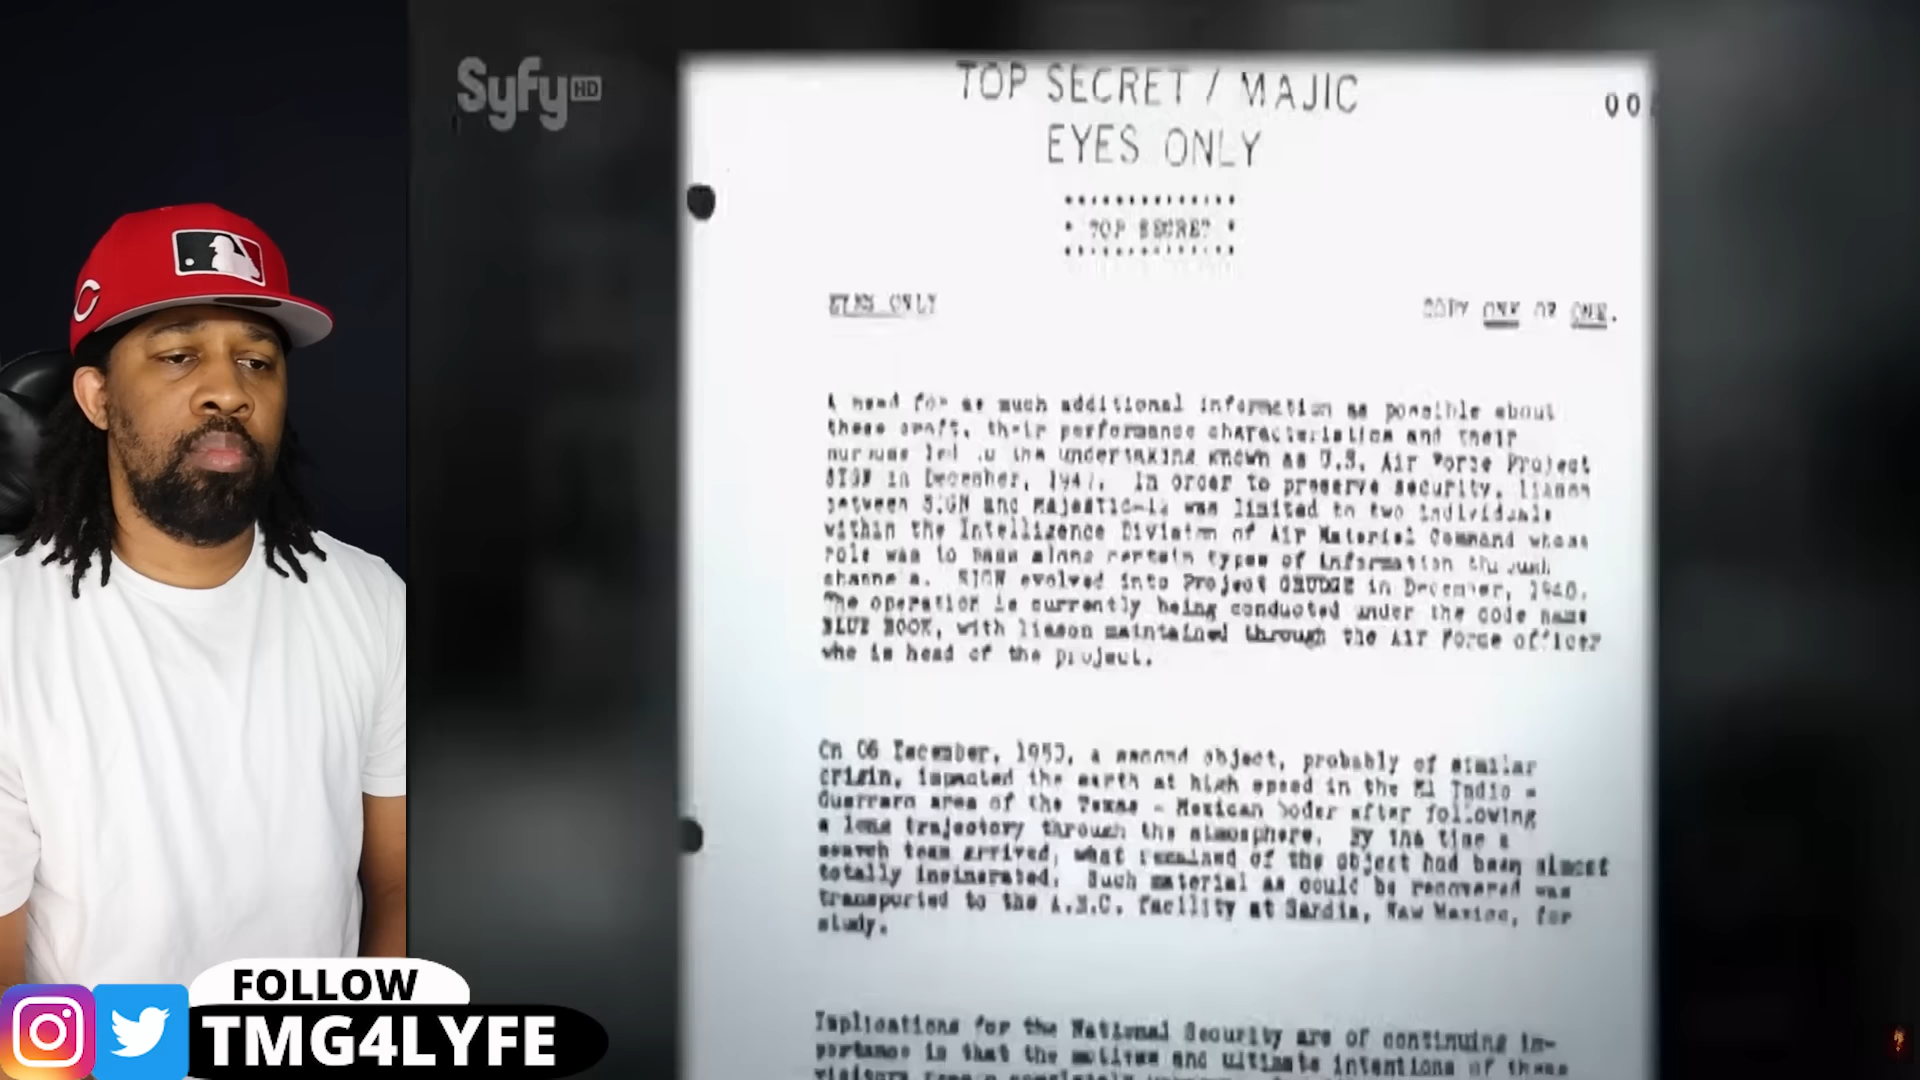 Syfy HD
TOP SECRET / MAJIC
EYES ONLY
00
TOP SECRET
EYES ONLY
COPY ONE OF ONE.
A need for as much additional information as possible about
these craft, their performance characteristics and their
purpose led to the undertaking known as U.S. Air Force Project
SIGN in December, 1947. In order to preserve security, liason
between SIGN and Majestic-12 was limited to two individuals
within the Intelligence Division of Air Materiel Command whose
role was to pass along certain types of information through
channels. SIGN evolved into Project GRUDGE in December, 1948.
The operation is currently being conducted under the code name
BLUE BOOK, with liason maintained through the Air Force officer
who is head of the project.
On 06 December, 1950, a second object, probably of similar
origin, impacted the earth at high speed in the El Indio -
Guerrero area of the Texas - Mexican boder after following
a long trajectory through the atmosphere. By the time a
search team arrived, what remained of the object had been almost
totally incinerated. Such material as could be recovered was
transported to the A.E.C. facility at Sandia, New Mexico, for
study.
Implications for the National Security are of continuing im-
portance in that the motives and ultimate intentions of these
visitors
FOLLOW
TMG4LYFE